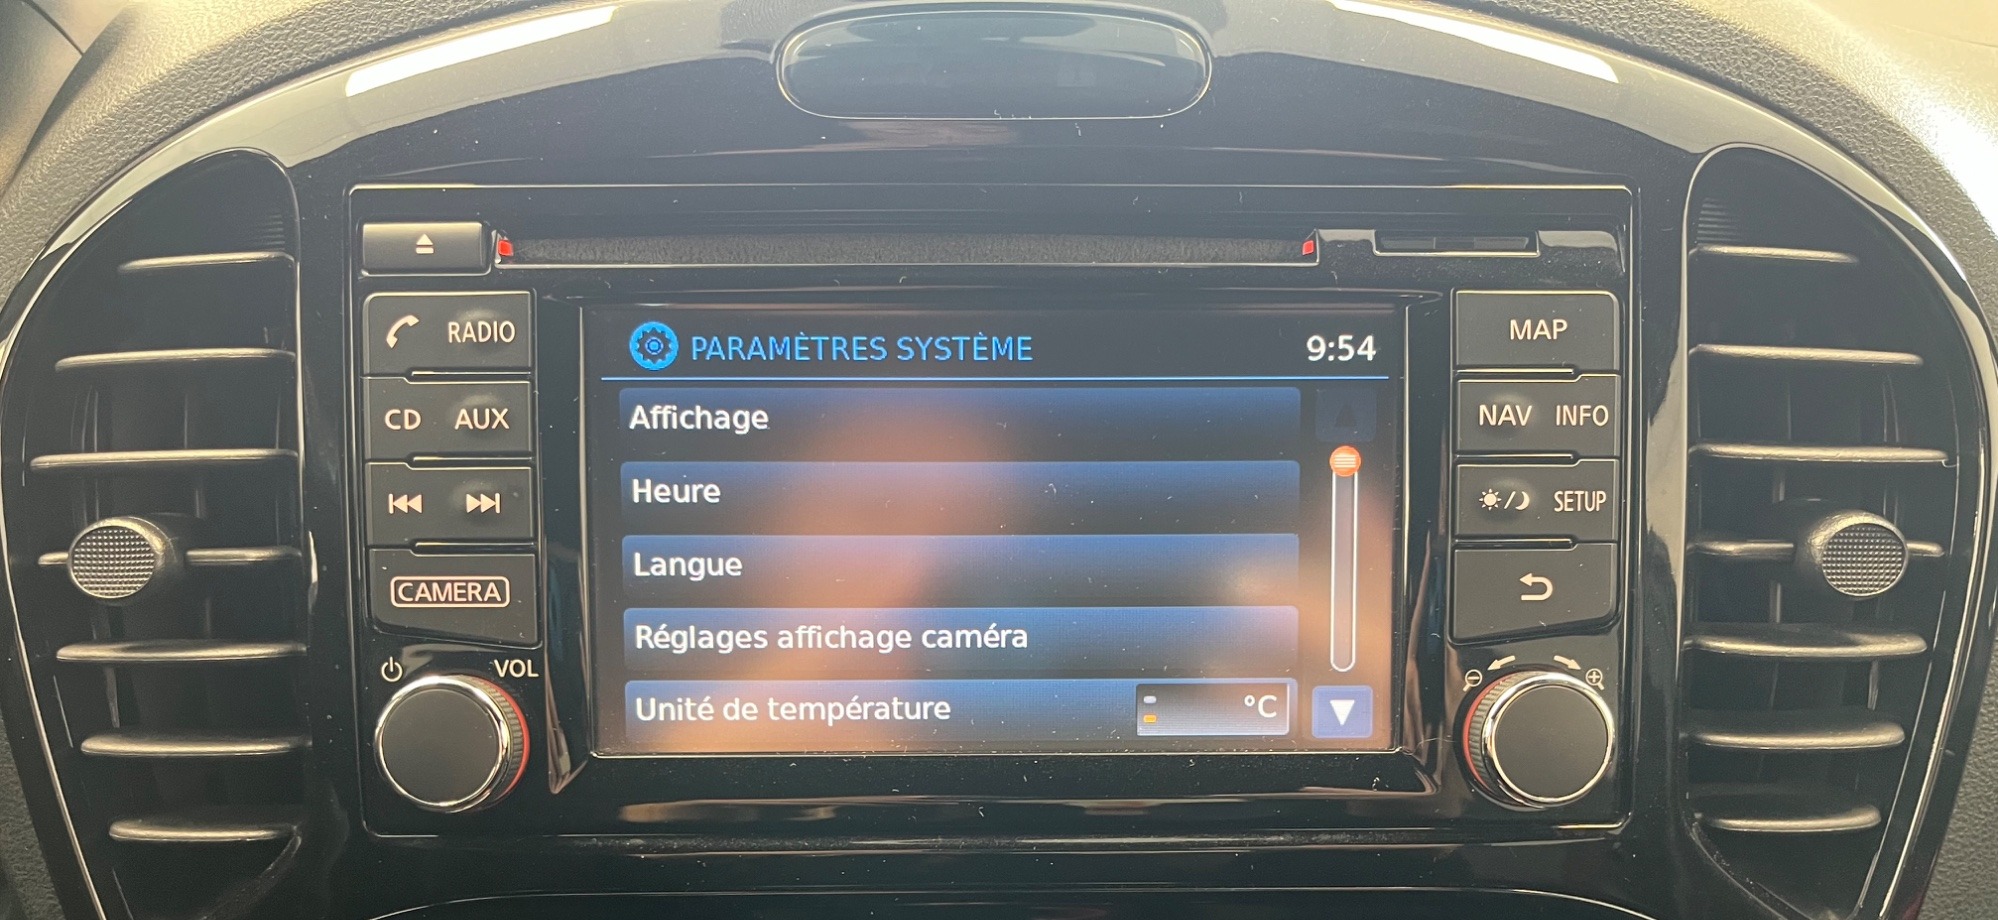 RADIO
CD AUX
CAMERA
VOL
PARAMÈTRES SYSTÈME 9:54
Affichage
Heure
Langue
Réglages affichage caméra
Unité de température °C
MAP
NAV INFO
SETUP